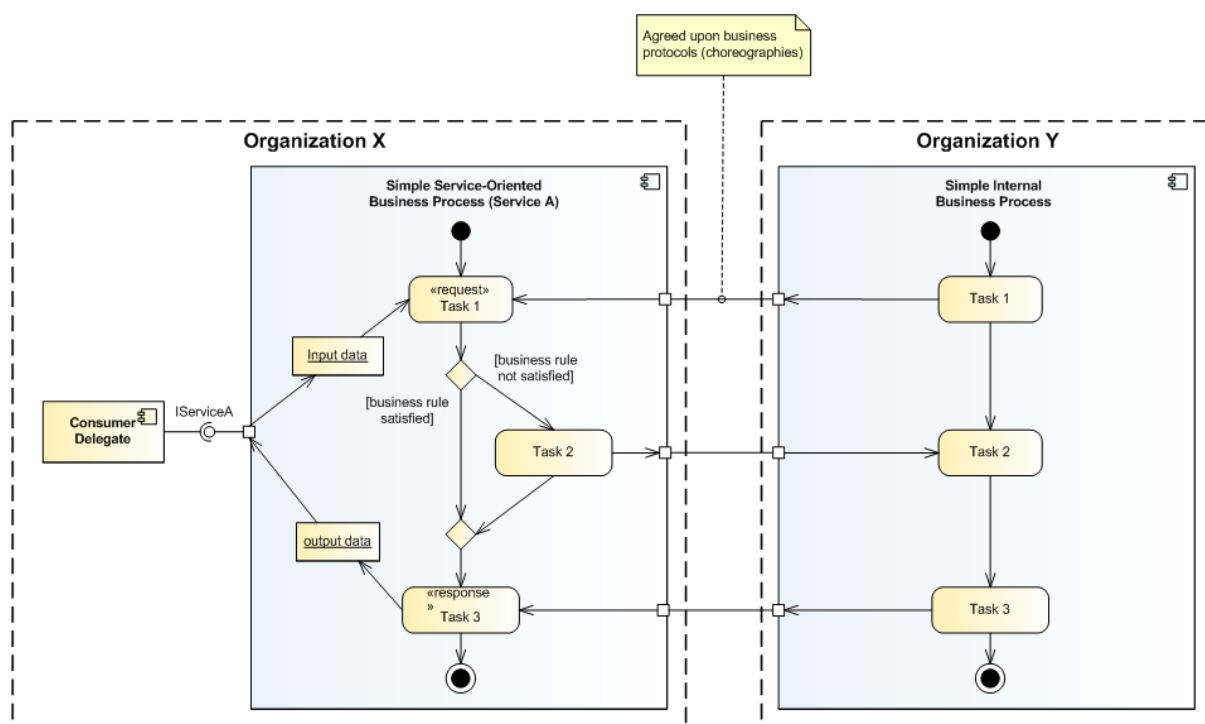 Agreed upon business
protocols (choreographies)
Organization X
Organization Y
Simple Service-Oriented
Business Process (Service A)
Simple Internal
Business Process
«request»
Task 1
Task 1
Input data
[business rule
not satisfied]
[business rule
satisfied]
IServiceA
Consumer
Delegate
Task 2
Task 2
output data
«response
»
Task 3
Task 3